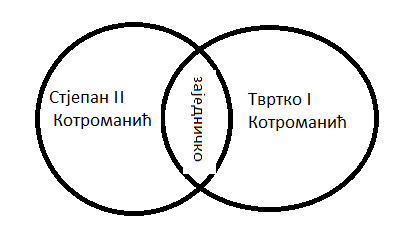 Стјепан II
Котроманић
заједничко
Твртко I
Котроманић